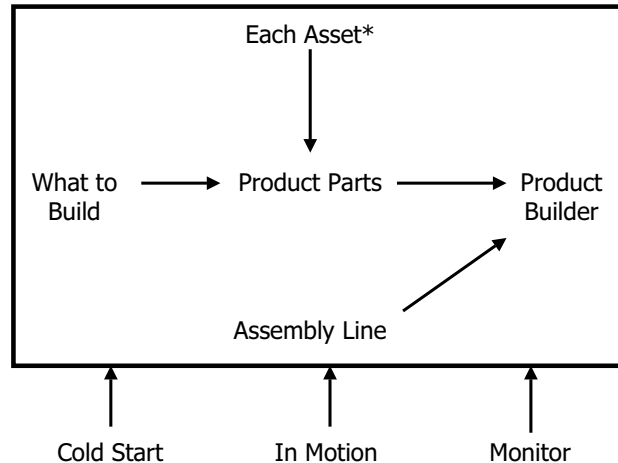 Each Asset*
What to
Build
Product Parts
Product
Builder
Assembly Line
Cold Start
In Motion
Monitor